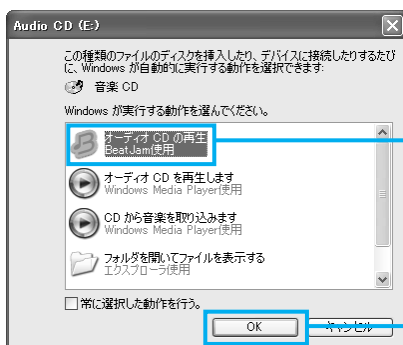 Audio CD (E:)
この種類のファイルのディスクを挿入したり、デバイスに接続したりするたび
に、Windows が自動的に実行する動作を選択できます:
音楽 CD
Windows が実行する動作を選んでください。
オーディオ CD の再生
BeatJam使用
オーディオ CD を再生します
Windows Media Player使用
CD から音楽を取り込みます
Windows Media Player使用
フォルダを開いてファイルを表示する
エクスプローラ使用
常に選択した動作を行う。
OK
キャンセル